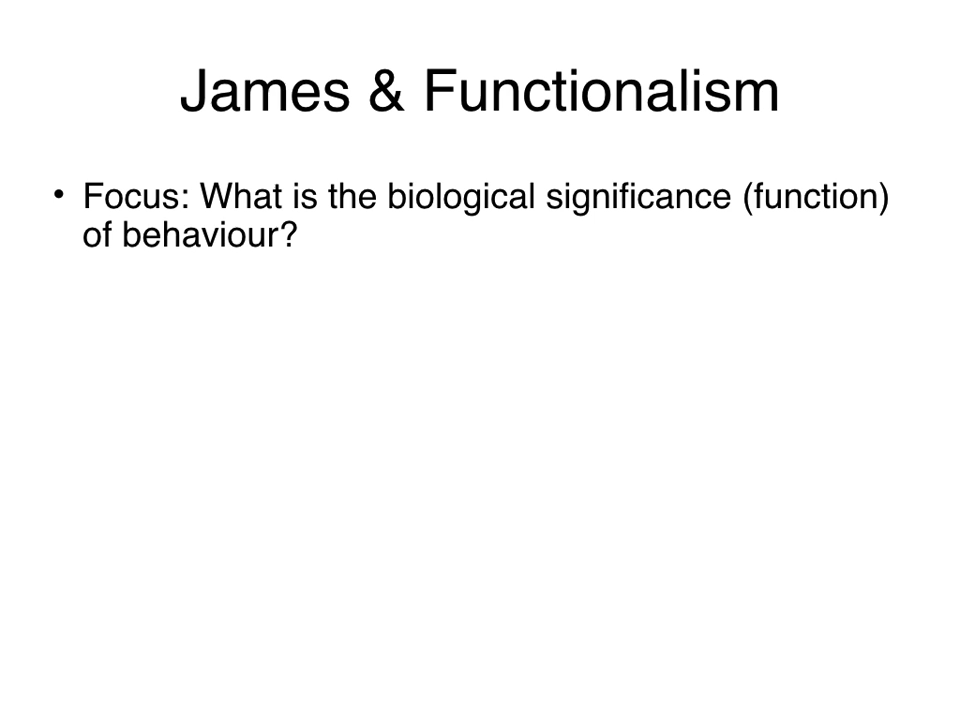 James & Functionalism
• Focus: What is the biological significance (function)
of behaviour?